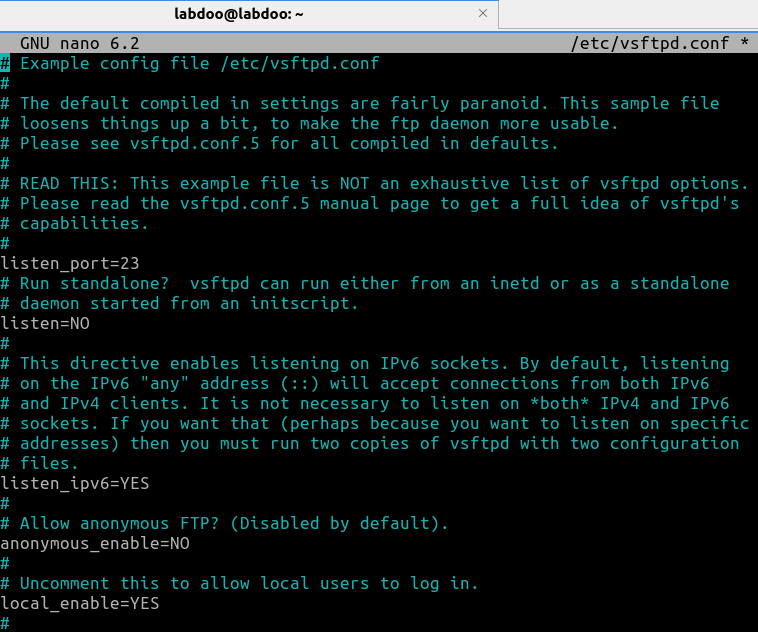 labdoo@labdoo: ~
GNU nano 6.2 /etc/vsftpd.conf *
# Example config file /etc/vsftpd.conf
#
# The default compiled in settings are fairly paranoid. This sample file
# loosens things up a bit, to make the ftp daemon more usable.
# Please see vsftpd.conf.5 for all compiled in defaults.
#
# READ THIS: This example file is NOT an exhaustive list of vsftpd options.
# Please read the vsftpd.conf.5 manual page to get a full idea of vsftpd's
# capabilities.
#
listen_port=23
# Run standalone?  vsftpd can run either from an inetd or as a standalone
# daemon started from an initscript.
listen=NO
#
# This directive enables listening on IPv6 sockets. By default, listening
# on the IPv6 "any" address (::) will accept connections from both IPv6
# and IPv4 clients. It is not necessary to listen on *both* IPv4 and IPv6
# sockets. If you want that (perhaps because you want to listen on specific
# addresses) then you must run two copies of vsftpd with two configuration
# files.
listen_ipv6=YES
#
# Allow anonymous FTP? (Disabled by default).
anonymous_enable=NO
#
# Uncomment this to allow local users to log in.
local_enable=YES
#